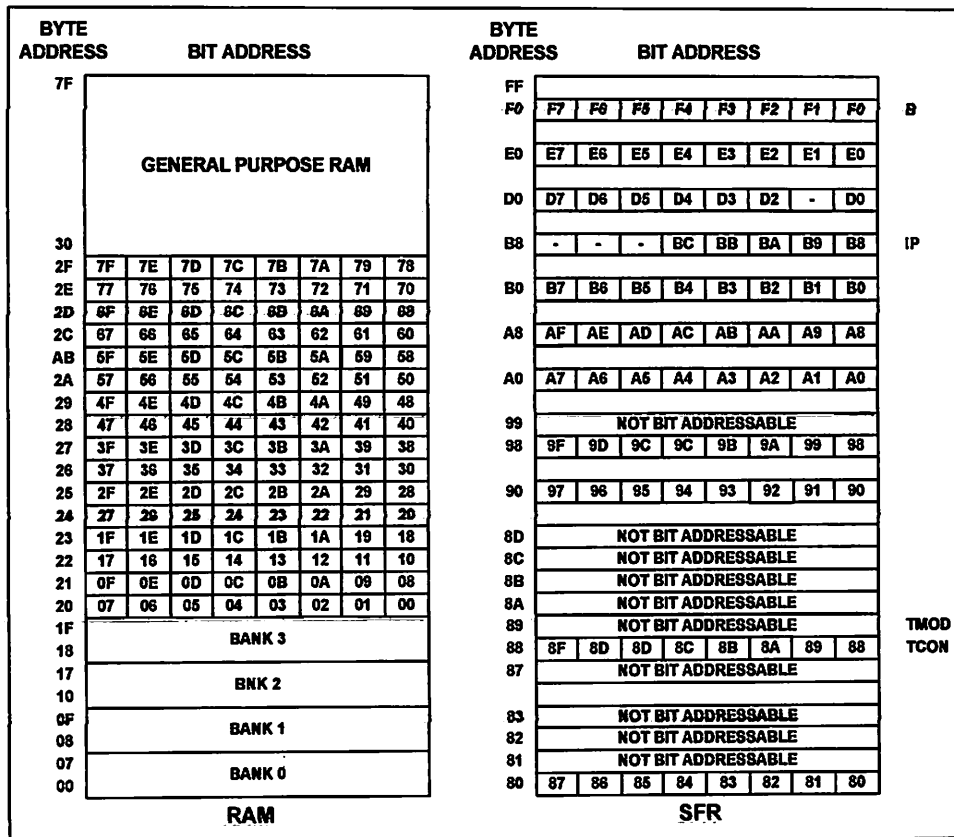 BYTE ADDRESS BIT ADDRESS
7F
GENERAL PURPOSE RAM
30
2F 7F 7E 7D 7C 7B 7A 79 78
2E 77 76 75 74 73 72 71 70
2D 6F 6E 6D 6C 6B 6A 69 68
2C 67 66 65 64 63 62 61 60
AB 5F 5E 5D 5C 5B 5A 59 58
2A 57 56 55 54 53 52 51 50
29 4F 4E 4D 4C 4B 4A 49 48
28 47 46 45 44 43 42 41 40
27 3F 3E 3D 3C 3B 3A 39 38
26 37 36 35 34 33 32 31 30
25 2F 2E 2D 2C 2B 2A 29 28
24 27 26 25 24 23 22 21 20
23 1F 1E 1D 1C 1B 1A 19 18
22 17 16 15 14 13 12 11 10
21 0F 0E 0D 0C 0B 0A 09 08
20 07 06 05 04 03 02 01 00
1F
BANK 3
18
17
BNK 2
10
0F
BANK 1
08
07
BANK 0
00
RAM
BYTE ADDRESS BIT ADDRESS
FF
F0 F7 F6 F5 F4 F3 F2 F1 F0 B
E0 E7 E6 E5 E4 E3 E2 E1 E0
D0 D7 D6 D5 D4 D3 D2 - D0
B8 - - - BC BB BA B9 B8 IP
B0 B7 B6 B5 B4 B3 B2 B1 B0
A8 AF AE AD AC AB AA A9 A8
A0 A7 A6 A5 A4 A3 A2 A1 A0
99 NOT BIT ADDRESSABLE
98 9F 9D 9C 9C 9B 9A 99 98
90 97 96 95 94 93 92 91 90
8D NOT BIT ADDRESSABLE
8C NOT BIT ADDRESSABLE
8B NOT BIT ADDRESSABLE
8A NOT BIT ADDRESSABLE
89 NOT BIT ADDRESSABLE TMOD
88 8F 8D 8D 8C 8B 8A 89 88 TCON
87 NOT BIT ADDRESSABLE
83 NOT BIT ADDRESSABLE
82 NOT BIT ADDRESSABLE
81 NOT BIT ADDRESSABLE
80 87 86 85 84 83 82 81 80
SFR